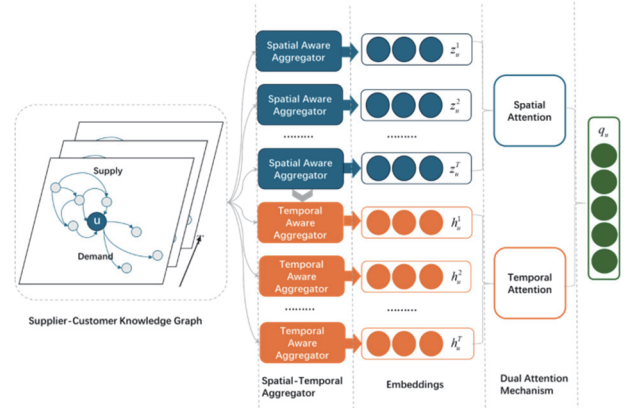 Supply
u
Demand
T
Supplier-Customer Knowledge Graph
Spatial Aware
Aggregator
Spatial Aware
Aggregator
.........
Spatial Aware
Aggregator
Temporal
Aware
Aggregator
Temporal
Aware
Aggregator
.........
Temporal
Aware
Aggregator
Spatial-Temporal
Aggregator
z_u^1
z_u^2
.........
z_u^T
h_u^1
h_u^2
.........
h_u^T
Embeddings
Spatial
Attention
Temporal
Attention
Dual Attention
Mechanism
q_u